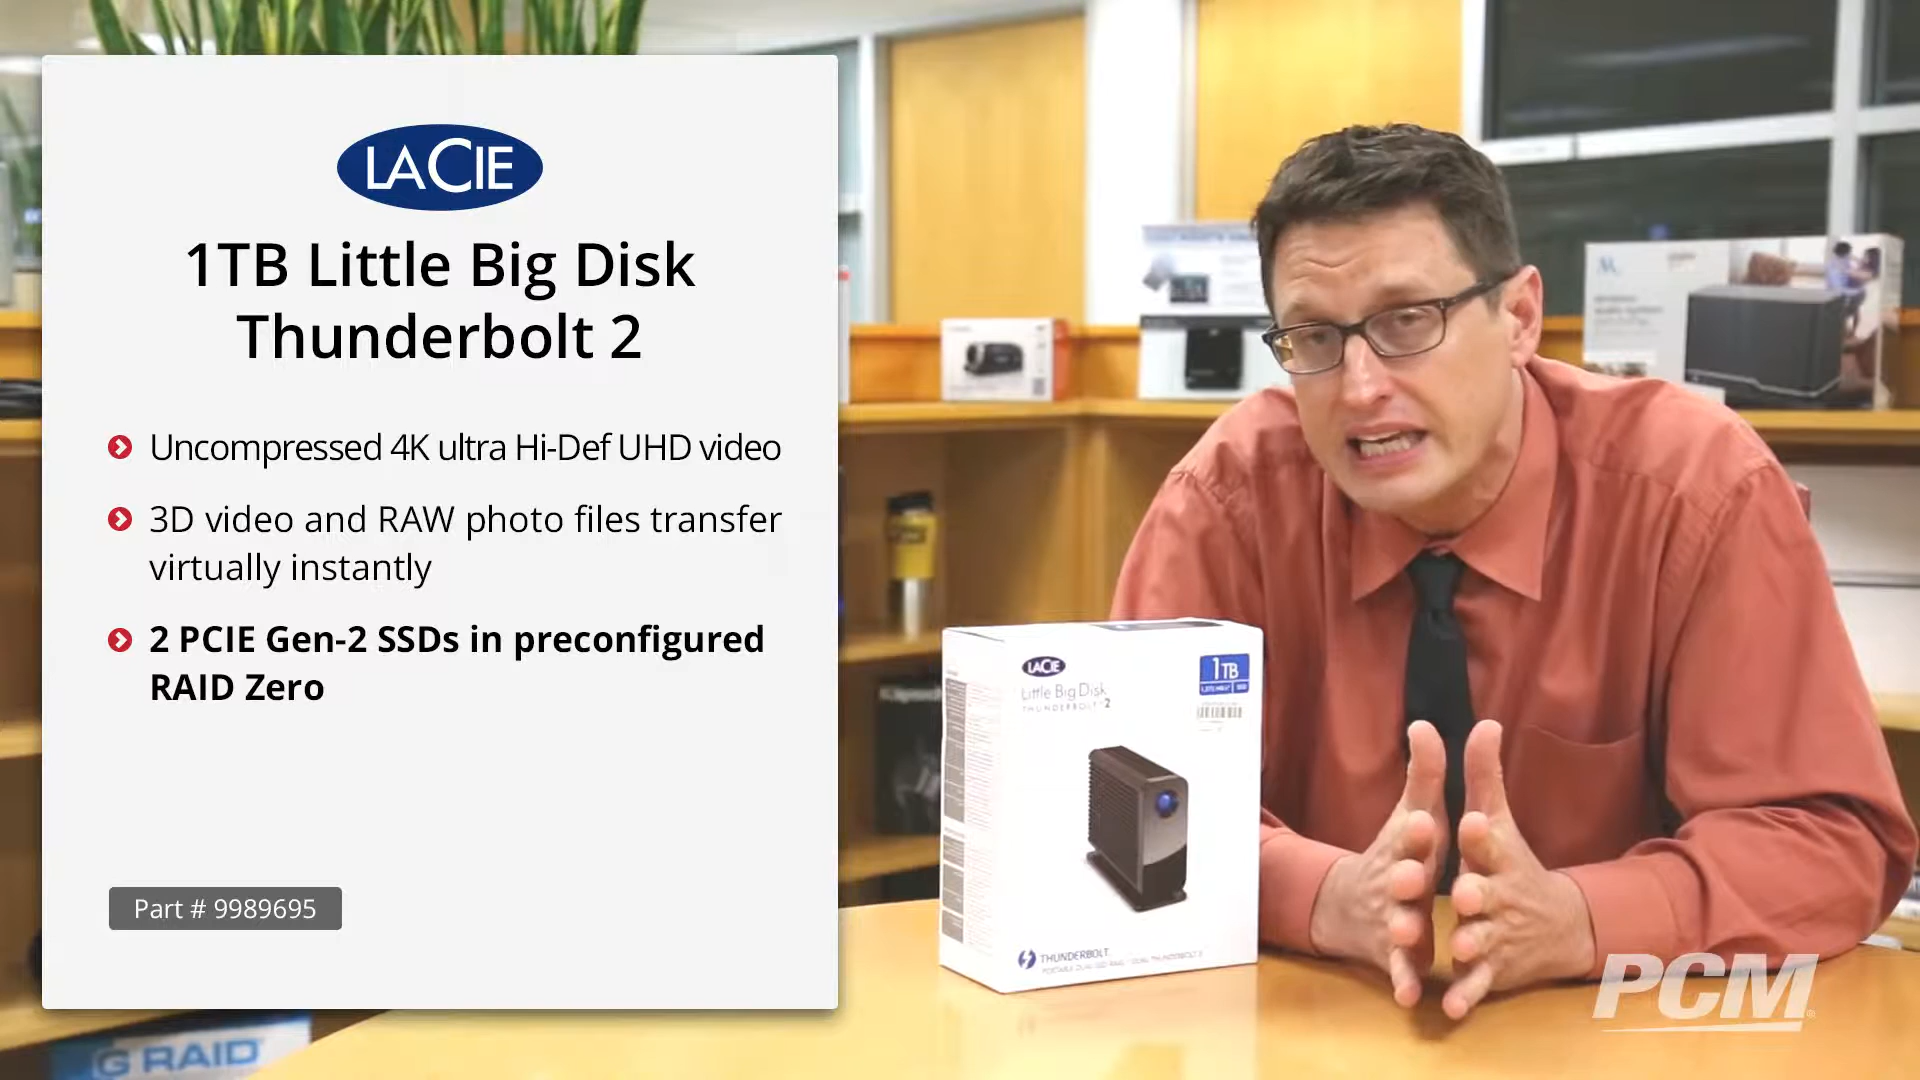 LACIE
1TB Little Big Disk
Thunderbolt 2
Uncompressed 4K ultra Hi-Def UHD video
3D video and RAW photo files transfer
virtually instantly
2 PCIE Gen-2 SSDs in preconfigured
RAID Zero
Part # 9989695
G RAID
LACIE
Little Big Disk
THUNDERBOLT 2
1TB
THUNDERBOLT
PCM